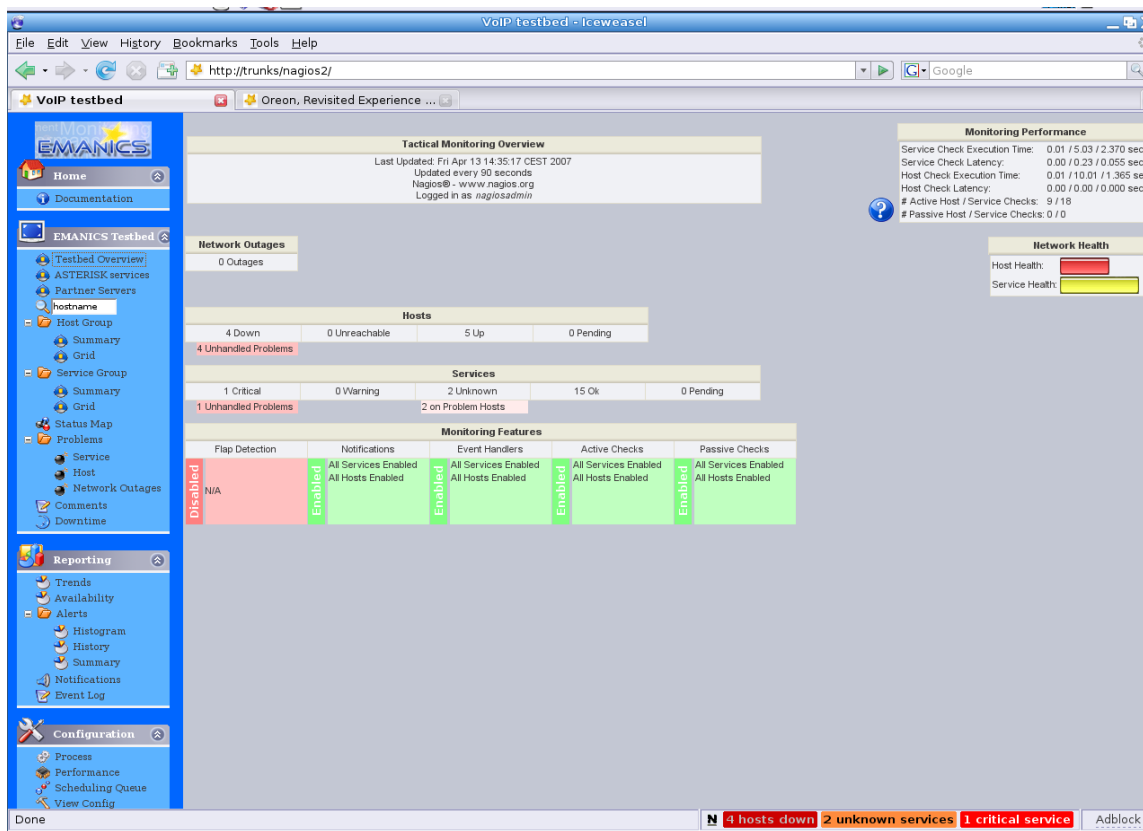 VoIP testbed - Iceweasel
File Edit View History Bookmarks Tools Help
http://trunks/nagios2/
G Google
VoIP testbed
Oreon, Revisited Experience ...
EMANICS
Home
Documentation
EMANICS Testbed
Testbed Overview
ASTERISK services
Partner Servers
hostname
Host Group
Summary
Grid
Service Group
Summary
Grid
Status Map
Problems
Service
Host
Network Outages
Comments
Downtime
Reporting
Trends
Availability
Alerts
Histogram
History
Summary
Notifications
Event Log
Configuration
Process
Performance
Scheduling Queue
View Config
Tactical Monitoring Overview
Last Updated: Fri Apr 13 14:35:17 CEST 2007
Updated every 90 seconds
Nagios® - www.nagios.org
Logged in as nagiosadmin
Monitoring Performance
Service Check Execution Time: 0.01 / 5.03 / 2.370 sec
Service Check Latency: 0.00 / 0.23 / 0.055 sec
Host Check Execution Time: 0.01 / 10.01 / 1.365 se
Host Check Latency: 0.00 / 0.00 / 0.000 sec
# Active Host / Service Checks: 9 / 18
# Passive Host / Service Checks: 0 / 0
Network Outages
0 Outages
Network Health
Host Health:
Service Health:
Hosts
4 Down 0 Unreachable 5 Up 0 Pending
4 Unhandled Problems
Services
1 Critical 0 Warning 2 Unknown 15 Ok 0 Pending
1 Unhandled Problems 2 on Problem Hosts
Monitoring Features
Flap Detection Notifications Event Handlers Active Checks Passive Checks
Disabled N/A
Enabled All Services Enabled
All Hosts Enabled
Enabled All Services Enabled
All Hosts Enabled
Enabled All Services Enabled
All Hosts Enabled
Enabled All Services Enabled
All Hosts Enabled
Done
N 4 hosts down 2 unknown services 1 critical service Adblock